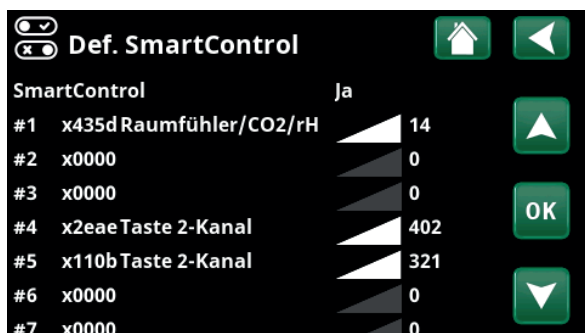 Def. SmartControl
SmartControl Ja
#1 x435d Raumfühler/CO2/rH 14
#2 x0000 0
#3 x0000 0
#4 x2eae Taste 2-Kanal 402
#5 x110b Taste 2-Kanal 321
#6 x0000 0
#7 x0000 0
OK